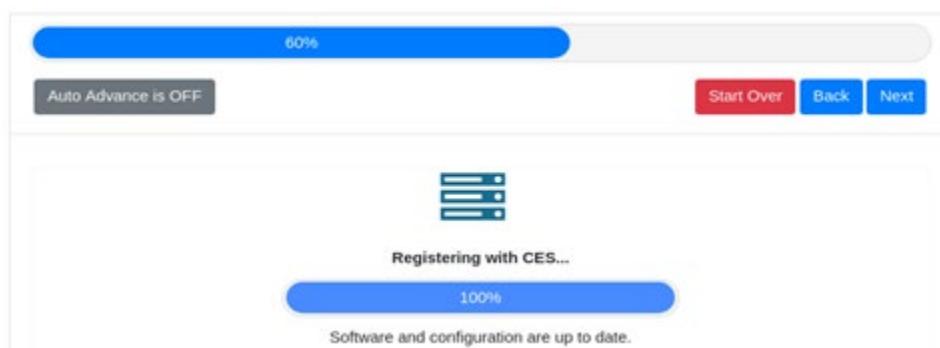 60%
Auto Advance is OFF
Start Over
Back
Next
Registering with CES...
100%
Software and configuration are up to date.